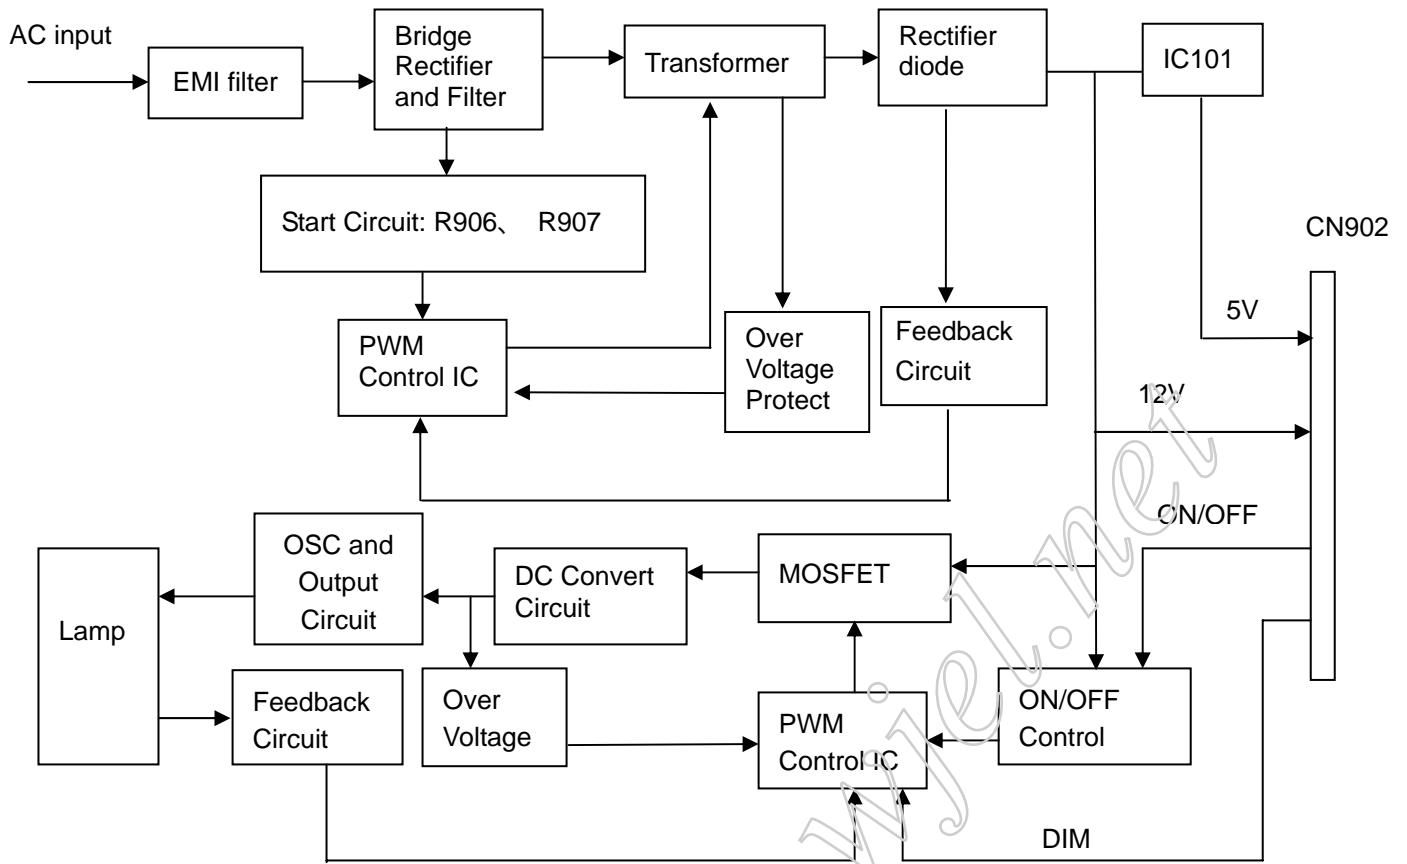 AC input
EMI filter
Bridge
Rectifier
and Filter
Transformer
Rectifier
diode
IC101
Start Circuit: R906、 R907
CN902
5V
PWM
Control IC
Over
Voltage
Protect
Feedback
Circuit
12V
ON/OFF
OSC and
Output
Circuit
DC Convert
Circuit
MOSFET
Lamp
Feedback
Circuit
Over
Voltage
PWM
Control IC
ON/OFF
Control
DIM
wjel.net